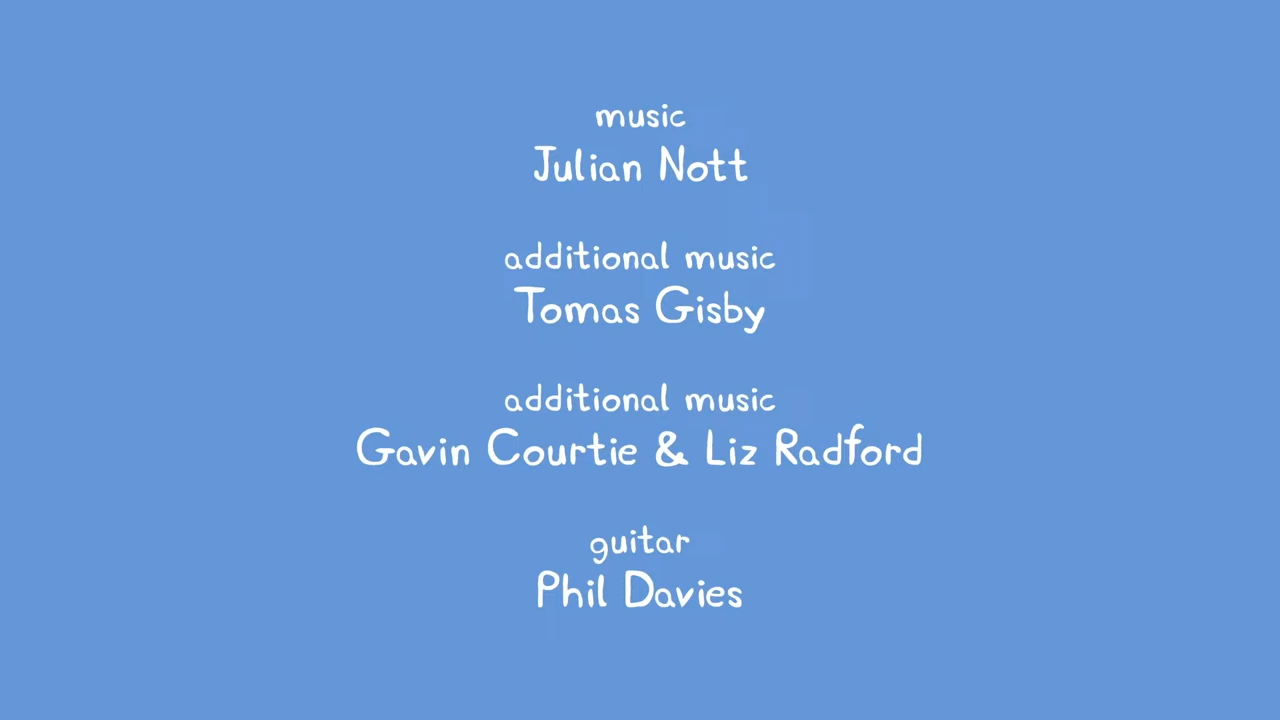 music
Julian Nott
additional music
Tomas Gisby
additional music
Gavin Courtie & Liz Radford
guitar
Phil Davies